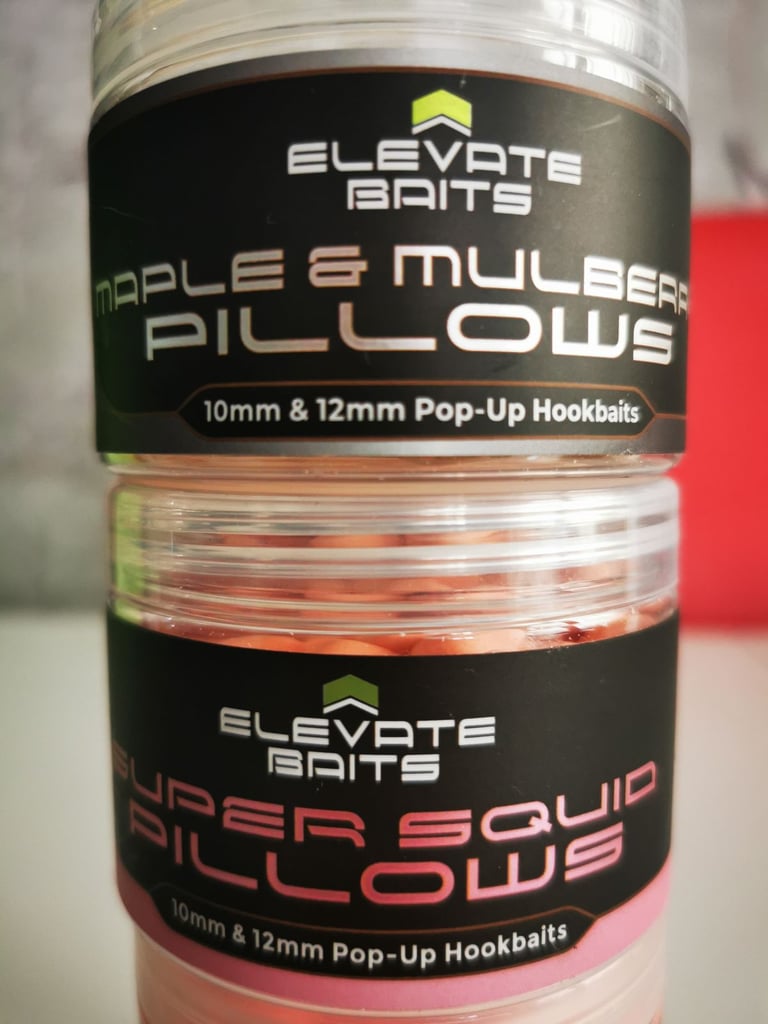 ELEVATE
BAITS
MAPLE & MULBERR
PILLOWS
10mm & 12mm Pop-Up Hookbaits
ELEVATE
BAITS
SUPER SQUID
PILLOWS
10mm & 12mm Pop-Up Hookbaits